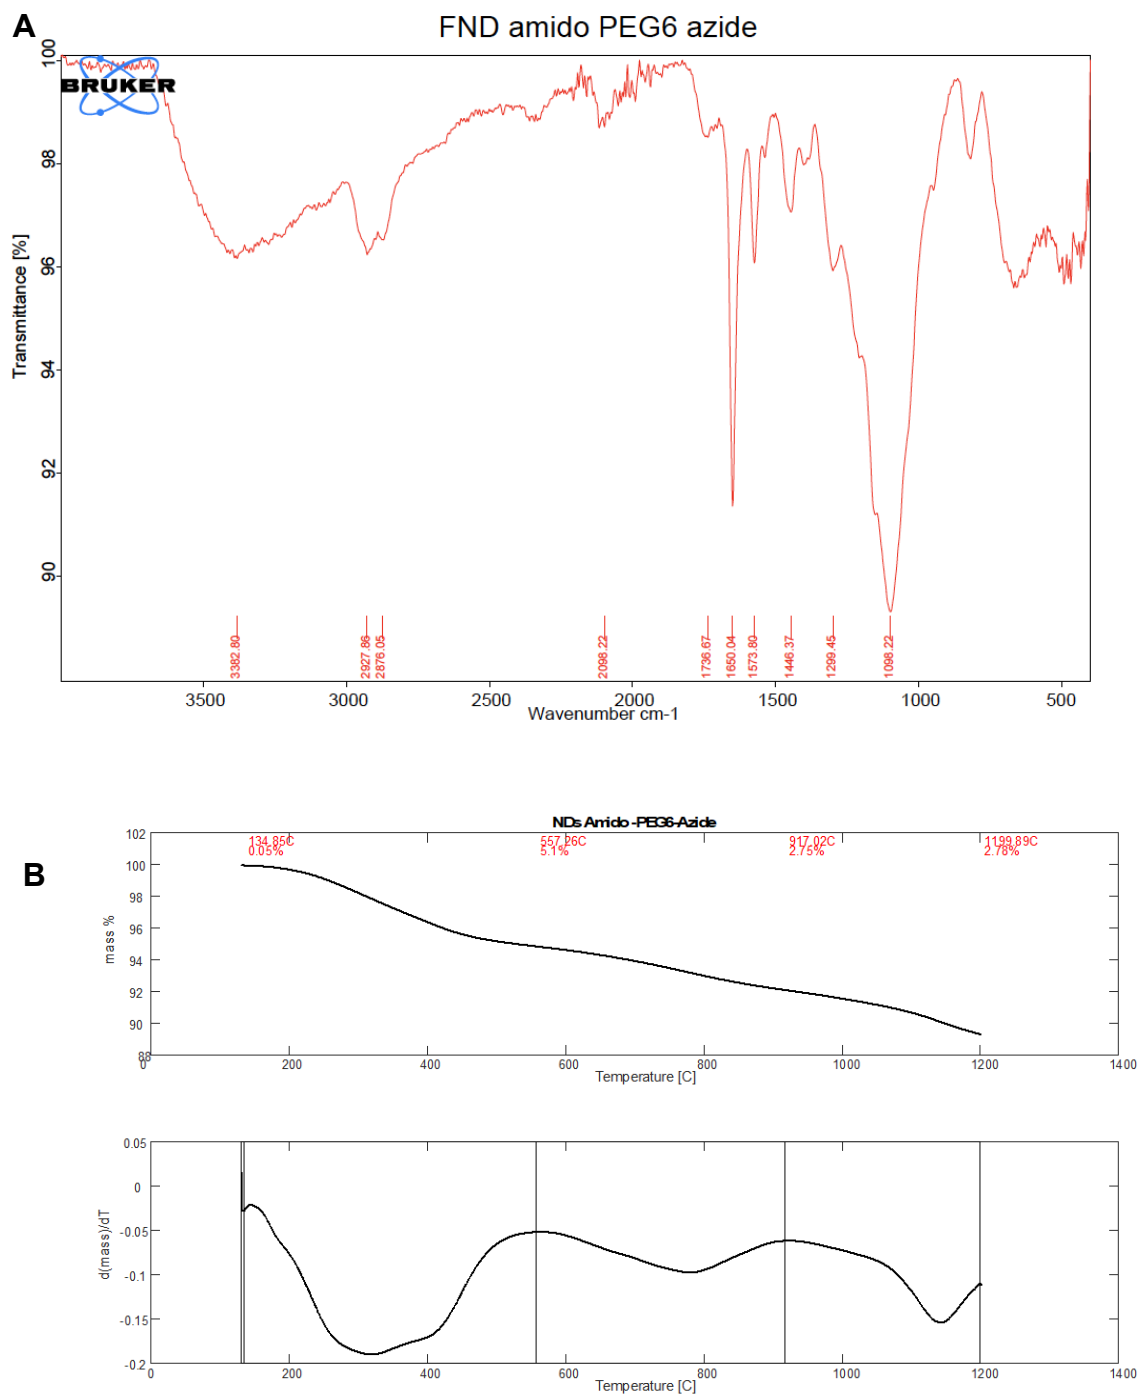 A
FND amido PEG6 azide
BRUKER
Transmittance [%]
100
98
96
94
92
90
3382.80
2927.86
2876.05
2098.22
1736.67
1650.04
1573.80
1446.37
1299.45
1098.22
3500 3000 2500 2000 1500 1000 500
Wavenumber cm-1
B
NDs Amido -PEG6-Azide
134.85C 557.26C 917.02C 1199.89C
0.05% 5.1% 2.75% 2.78%
mass %
102
100
98
96
94
92
90
88
0 200 400 600 800 1000 1200 1400
Temperature [C]
d(mass)/dT
0.05
0
-0.05
-0.1
-0.15
-0.2
0 200 400 600 800 1000 1200 1400
Temperature [C]